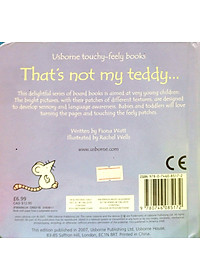 Usborne touchy-feely books
That's not my teddy...
This delightful series of board books is aimed at very young children.
The bright pictures, with their patches of different textures, are designed
to develop sensory and language awareness. Babies and toddlers will love
turning the pages and touching the feely patches.
Written by Fiona Watt
Illustrated by Rachel Wells
www.usborne.com
£6.99
CE
This edition published in 2007, Usborne Publishing Ltd, Usborne House,
83-85 Saffron Hill, London, EC1N 8RT. Printed in China.